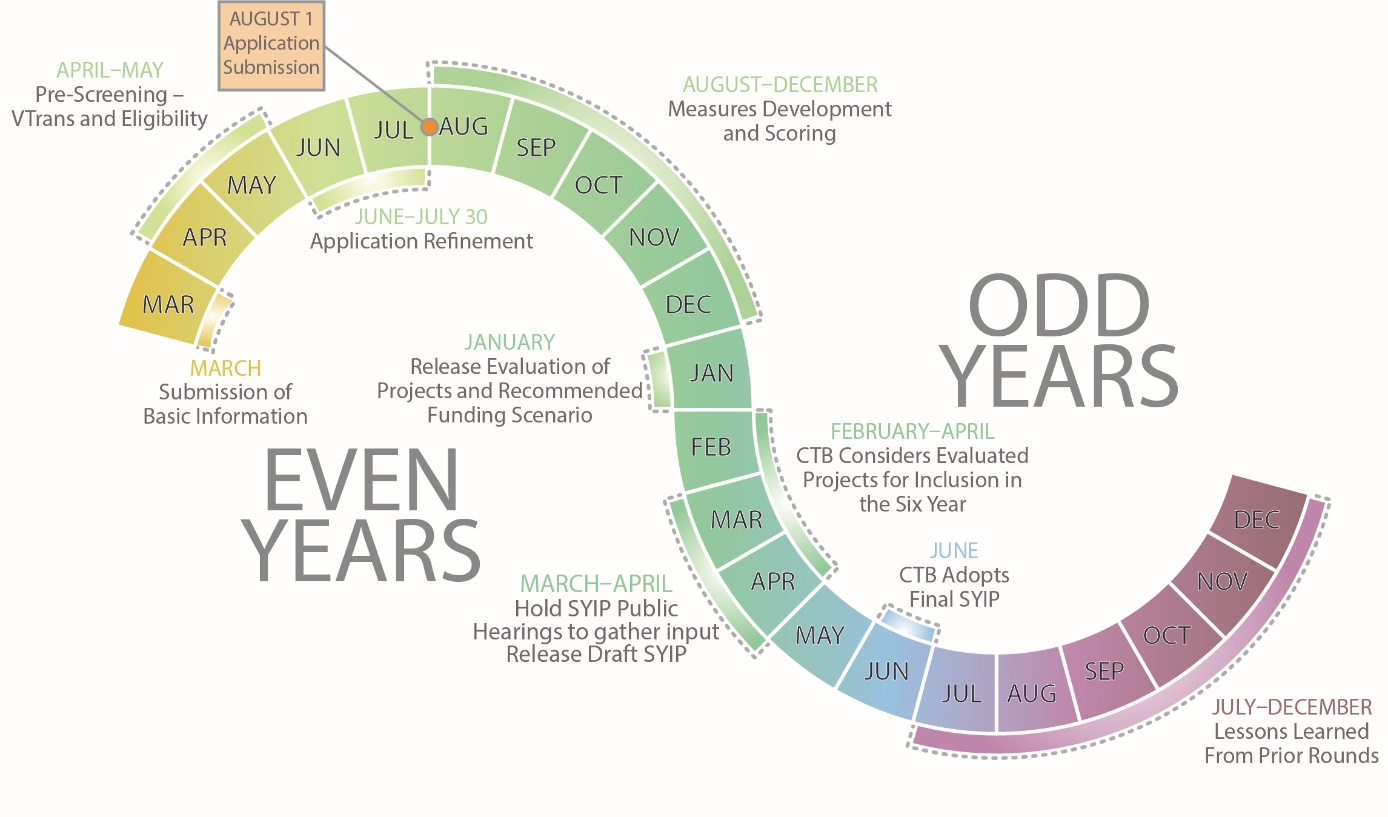 AUGUST 1
Application
Submission
APRIL–MAY
Pre-Screening –
VTrans and Eligibility
AUGUST–DECEMBER
Measures Development
and Scoring
MAR
APR
MAY
JUN
JUL
AUG
SEP
OCT
NOV
DEC
JAN
FEB
MAR
APR
MAY
JUN
JUL
AUG
SEP
OCT
NOV
DEC
JUNE–JULY 30
Application Refinement
MARCH
Submission of
Basic Information
JANUARY
Release Evaluation of
Projects and Recommended
Funding Scenario
EVEN
YEARS
ODD
YEARS
FEBRUARY–APRIL
CTB Considers Evaluated
Projects for Inclusion in
the Six Year
MARCH–APRIL
Hold SYIP Public
Hearings to gather input
Release Draft SYIP
JUNE
CTB Adopts
Final SYIP
JULY–DECEMBER
Lessons Learned
From Prior Rounds